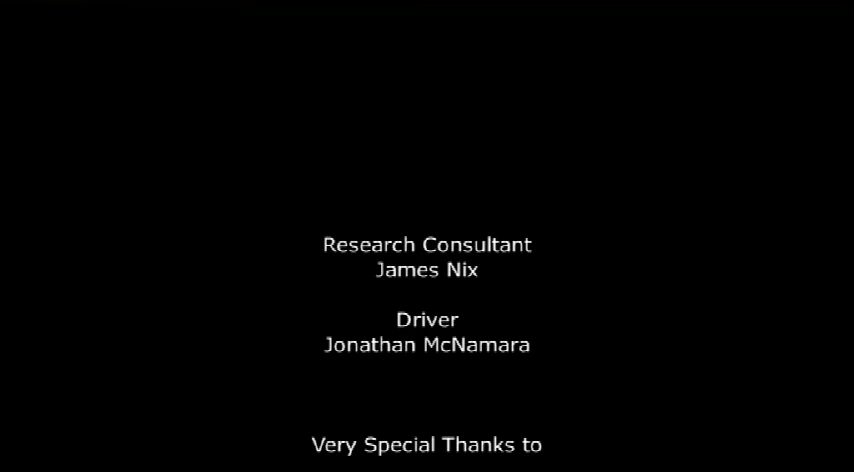 Research Consultant
James Nix
Driver
Jonathan McNamara
Very Special Thanks to